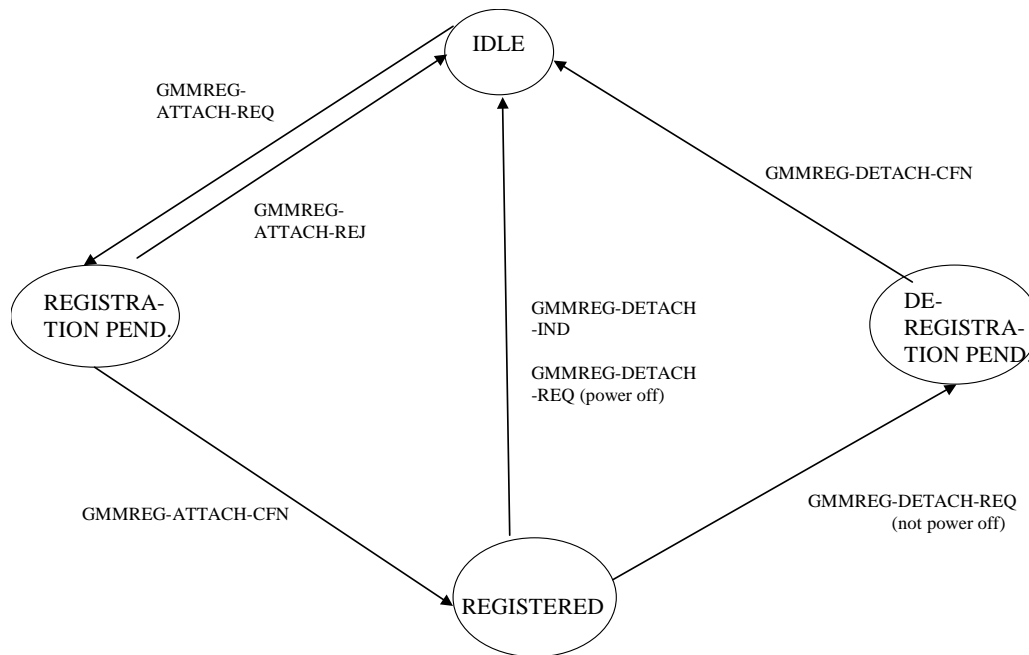 IDLE
GMMREG-
ATTACH-REQ
GMMREG-DETACH-CFN
GMMREG-
ATTACH-REJ
REGISTRA-
TION PEND.
GMMREG-DETACH
-IND
GMMREG-DETACH
-REQ (power off)
DE-
REGISTRA-
TION PEND.
GMMREG-ATTACH-CFN
GMMREG-DETACH-REQ
(not power off)
REGISTERED